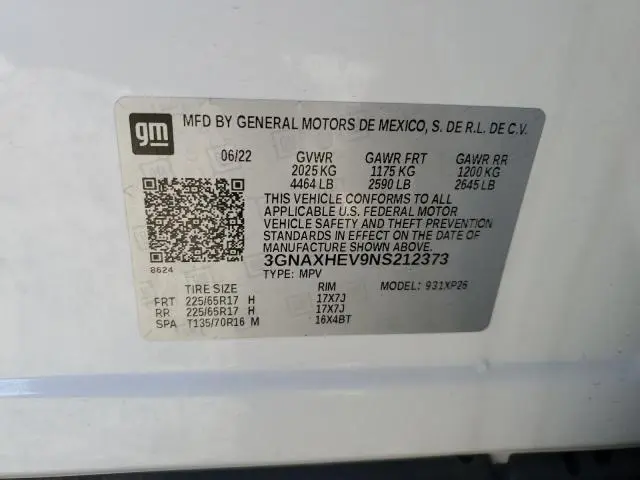 gm
MFD BY GENERAL MOTORS DE MEXICO, S. DE R.L. DE C.V.
06/22 GVWR GAWR FRT GAWR RR
2025 KG 1175 KG 1200 KG
4464 LB 2590 LB 2645 LB
THIS VEHICLE CONFORMS TO ALL
APPLICABLE U.S. FEDERAL MOTOR
VEHICLE SAFETY AND THEFT PREVENTION
STANDARDS IN EFFECT ON THE DATE
OF MANUFACTURE SHOWN ABOVE.
3GNAXHEV9NS212373
8624 TYPE: MPV
TIRE SIZE RIM MODEL: 931XP26
FRT 225/65R17 H 17X7J
RR 225/65R17 H 17X7J
SPA T135/70R16 M 16X4BT